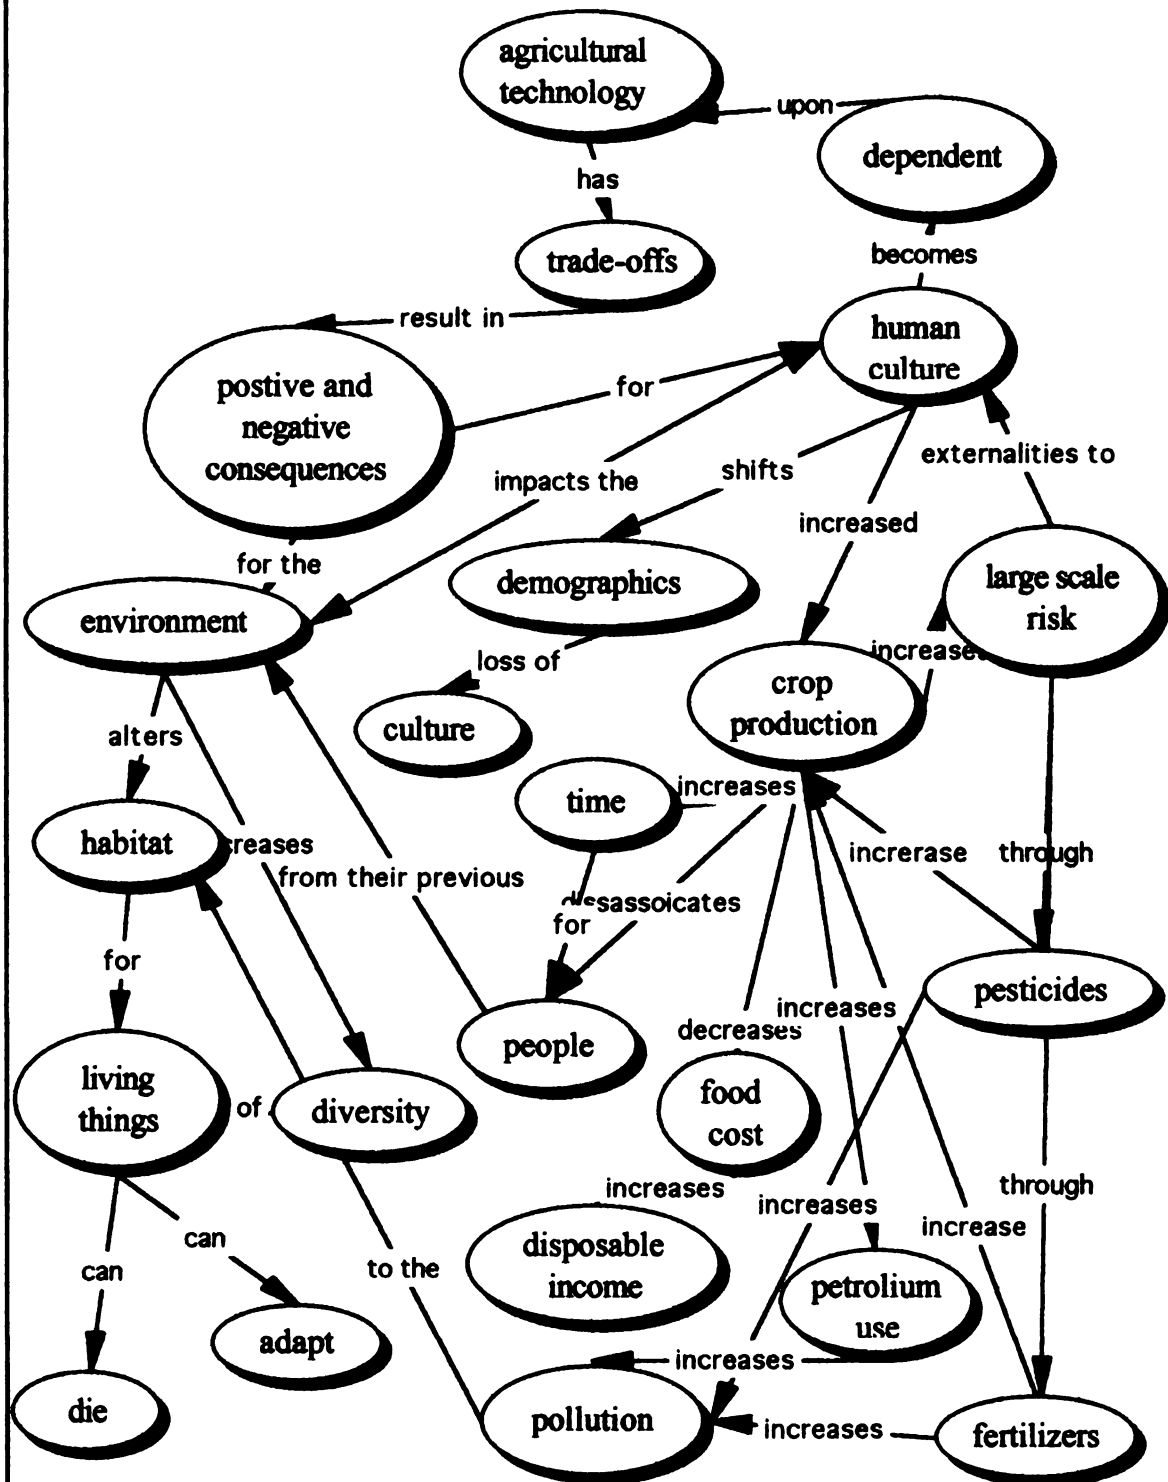 agricultural
technology
upon
dependent
has
becomes
trade-offs
result in
human
culture
postive and
negative
consequences
for
externalities to
shifts
impacts the
increased
for the
demographics
large scale
risk
environment
increases
loss of
crop
production
culture
alters
time
increases
habitat
creases
from their previous
increrase
through
dissassoicates
for
for
pesticides
increases
decreases
people
living
things
of
diversity
food
cost
through
increases
increases
increase
can
can
to the
disposable
income
petrolium
use
adapt
increases
die
pollution
increases
fertilizers